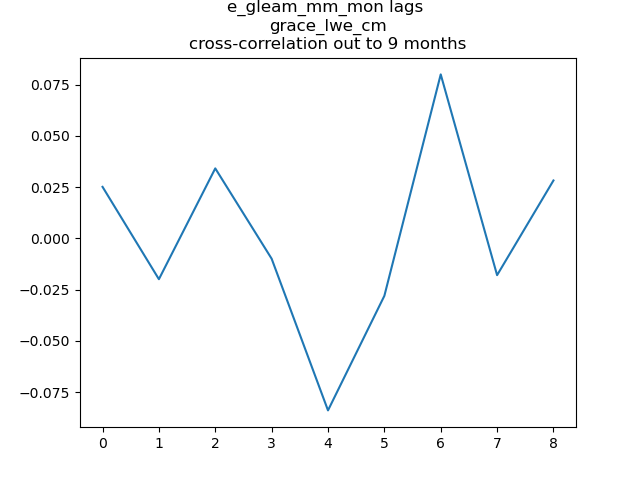 e_gleam_mm_mon lags
grace_lwe_cm
cross-correlation out to 9 months
0.075
0.050
0.025
0.000
−0.025
−0.050
−0.075
0 1 2 3 4 5 6 7 8